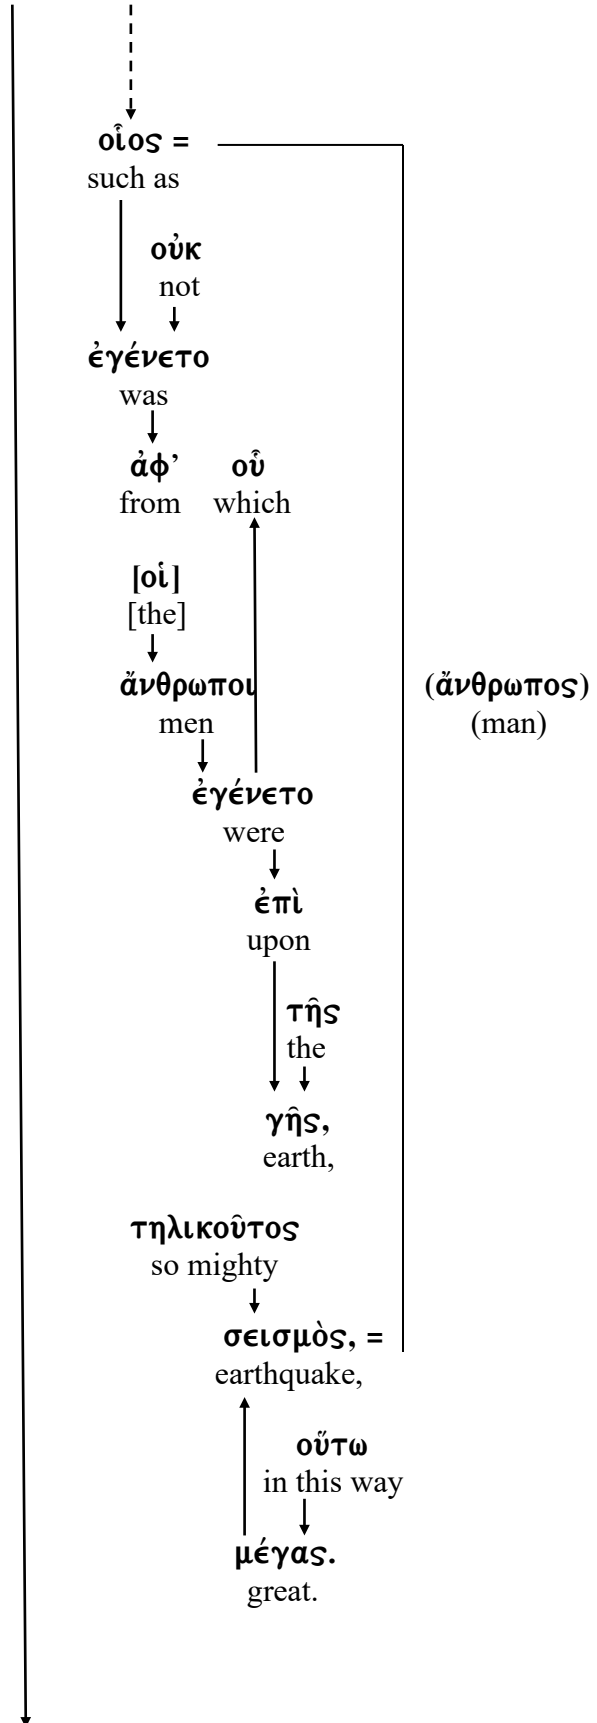 οἷος =
such as
οὐκ
not
ἐγένετο
was
ἀφ’ οὗ
from which
[οἱ]
[the]
ἄνθρωποι (ἄνθρωπος)
men (man)
ἐγένετο
were
ἐπὶ
upon
τῆς
the
γῆς,
earth,
τηλικοῦτος
so mighty
σεισμὸς, =
earthquake,
οὕτω
in this way
μέγας.
great.